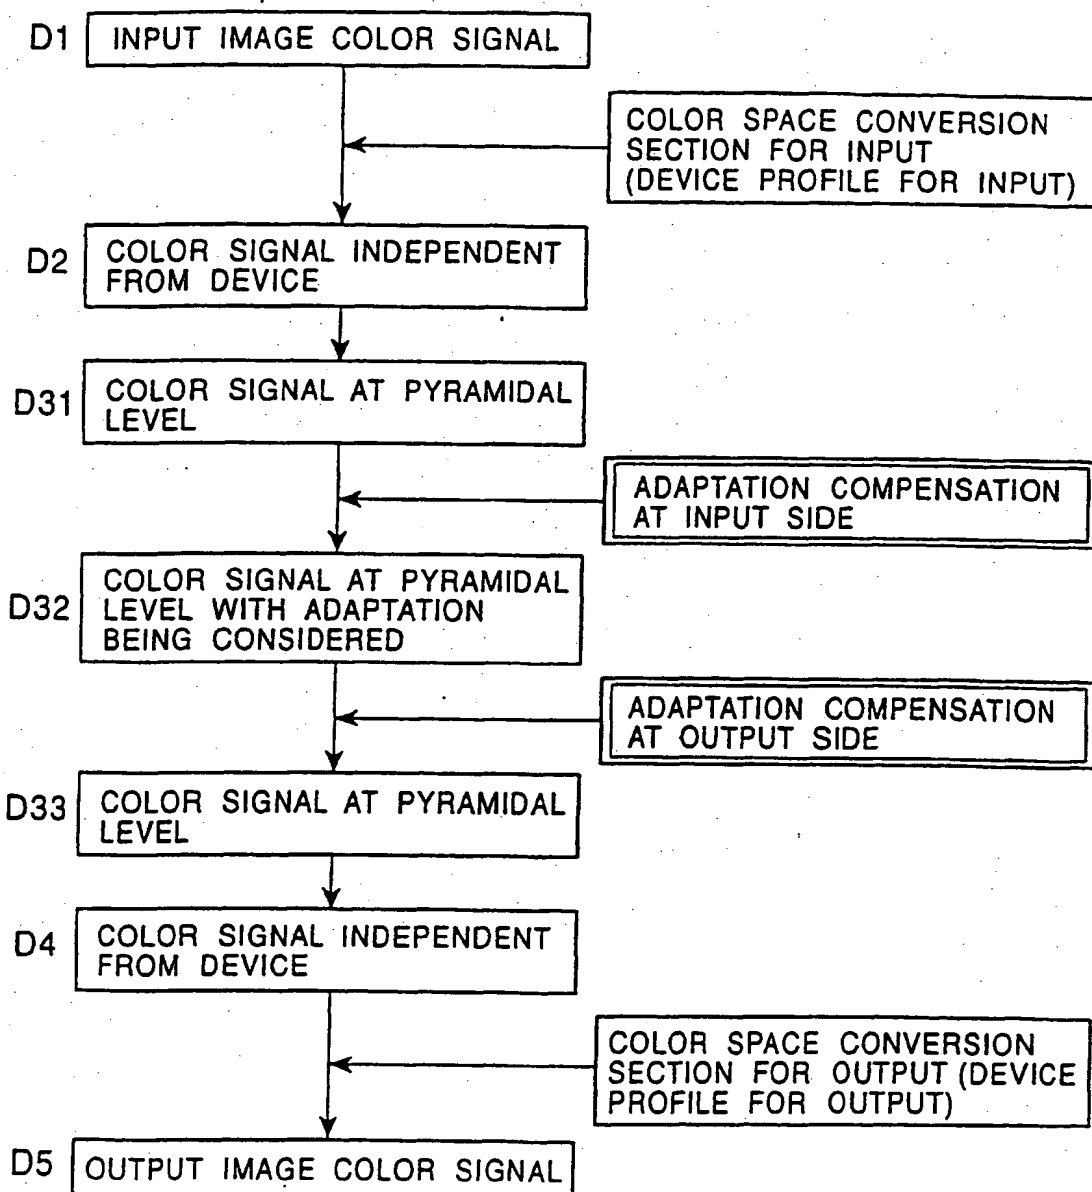 D1 INPUT IMAGE COLOR SIGNAL
COLOR SPACE CONVERSION
SECTION FOR INPUT
(DEVICE PROFILE FOR INPUT)
D2 COLOR SIGNAL INDEPENDENT
FROM DEVICE
D31 COLOR SIGNAL AT PYRAMIDAL
LEVEL
ADAPTATION COMPENSATION
AT INPUT SIDE
D32 COLOR SIGNAL AT PYRAMIDAL
LEVEL WITH ADAPTATION
BEING CONSIDERED
ADAPTATION COMPENSATION
AT OUTPUT SIDE
D33 COLOR SIGNAL AT PYRAMIDAL
LEVEL
D4 COLOR SIGNAL INDEPENDENT
FROM DEVICE
COLOR SPACE CONVERSION
SECTION FOR OUTPUT (DEVICE
PROFILE FOR OUTPUT)
D5 OUTPUT IMAGE COLOR SIGNAL